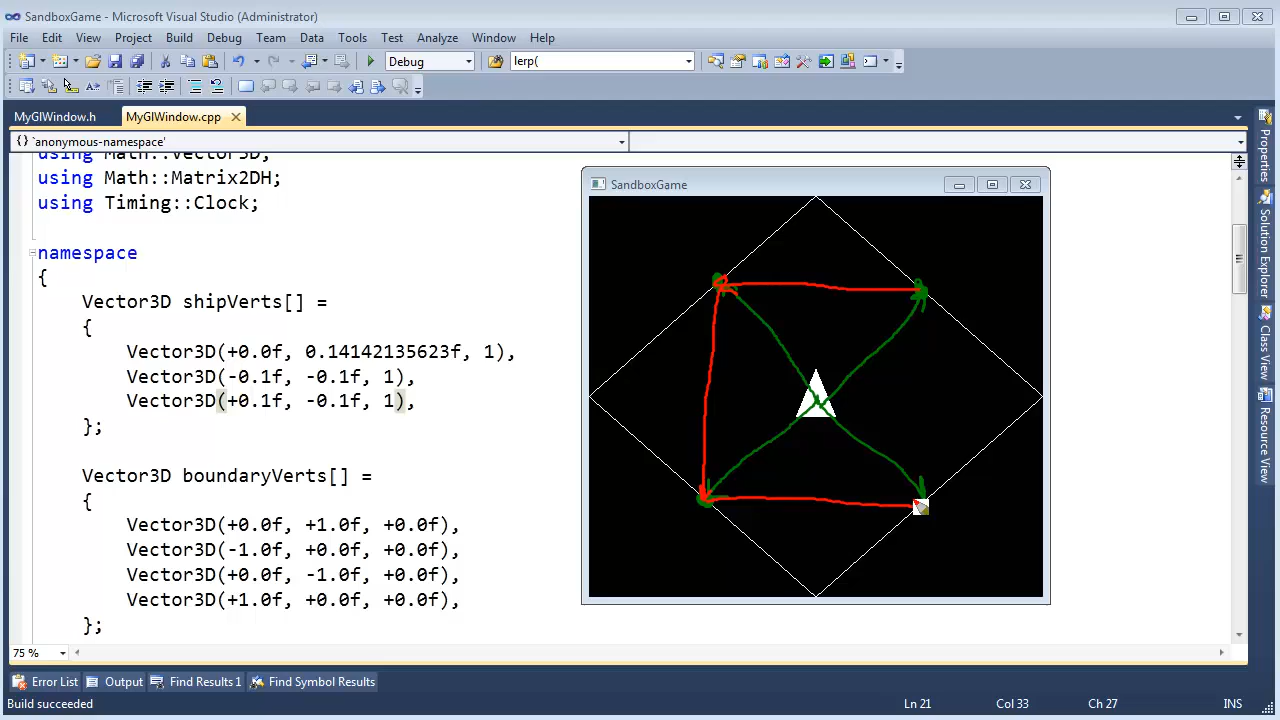 SandboxGame - Microsoft Visual Studio (Administrator)
File Edit View Project Build Debug Team Data Tools Test Analyze Window Help
Debug lerp(
MyGlWindow.h MyGlWindow.cpp
`anonymous-namespace'
using Math::Vector3D;
using Math::Matrix2DH;
using Timing::Clock;
namespace
{
Vector3D shipVerts[] =
{
Vector3D(+0.0f, 0.14142135623f, 1),
Vector3D(-0.1f, -0.1f, 1),
Vector3D(+0.1f, -0.1f, 1),
};
Vector3D boundaryVerts[] =
{
Vector3D(+0.0f, +1.0f, +0.0f),
Vector3D(-1.0f, +0.0f, +0.0f),
Vector3D(+0.0f, -1.0f, +0.0f),
Vector3D(+1.0f, +0.0f, +0.0f),
};
SandboxGame
Properties
Solution Explorer
Class View
Resource View
75 %
Error List Output Find Results 1 Find Symbol Results
Build succeeded Ln 21 Col 33 Ch 27 INS